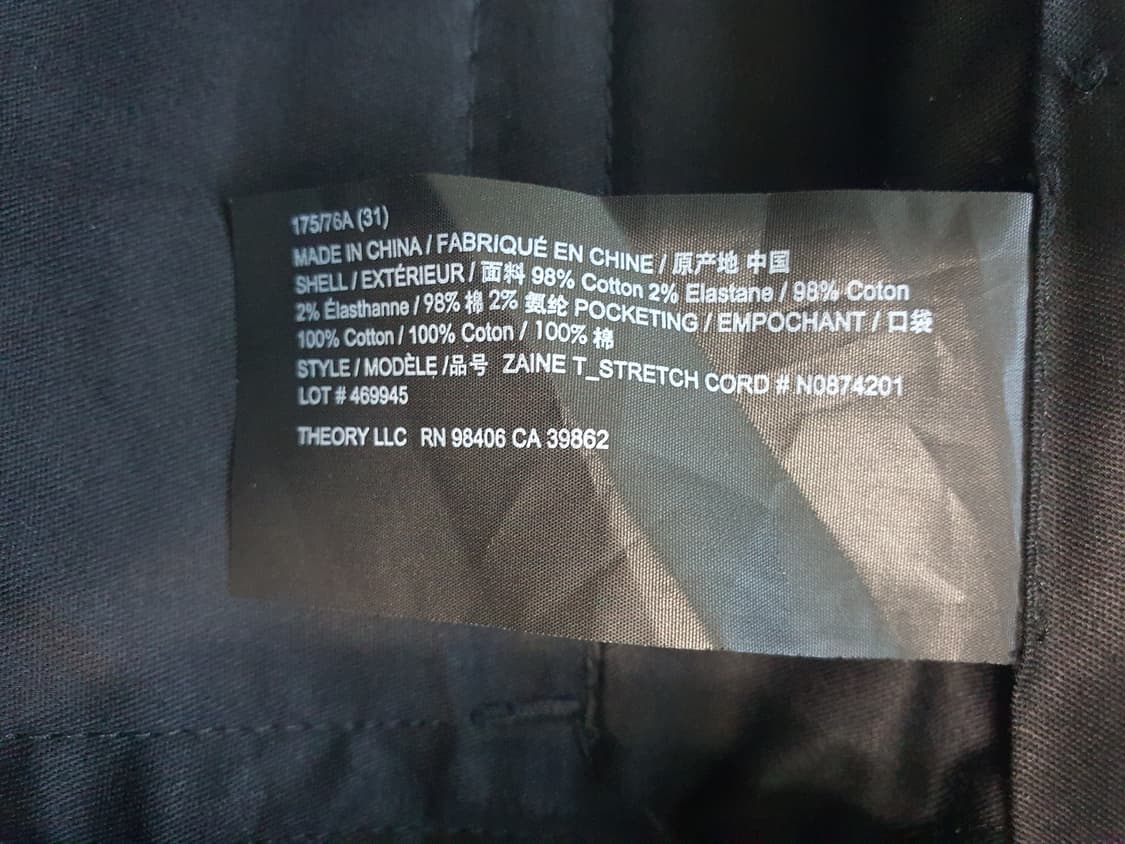 175/76A (31)
MADE IN CHINA / FABRIQUÉ EN CHINE / 原产地 中国
SHELL / EXTÉRIEUR / 面料 98% Cotton 2% Elastane / 98% Coton
2% Élasthanne / 98% 棉 2% 氨纶 POCKETING / EMPOCHANT / 口袋
100% Cotton / 100% Coton / 100% 棉
STYLE / MODÈLE /品号 ZAINE T_STRETCH CORD # N0874201
LOT # 469945
THEORY LLC RN 98406 CA 39862